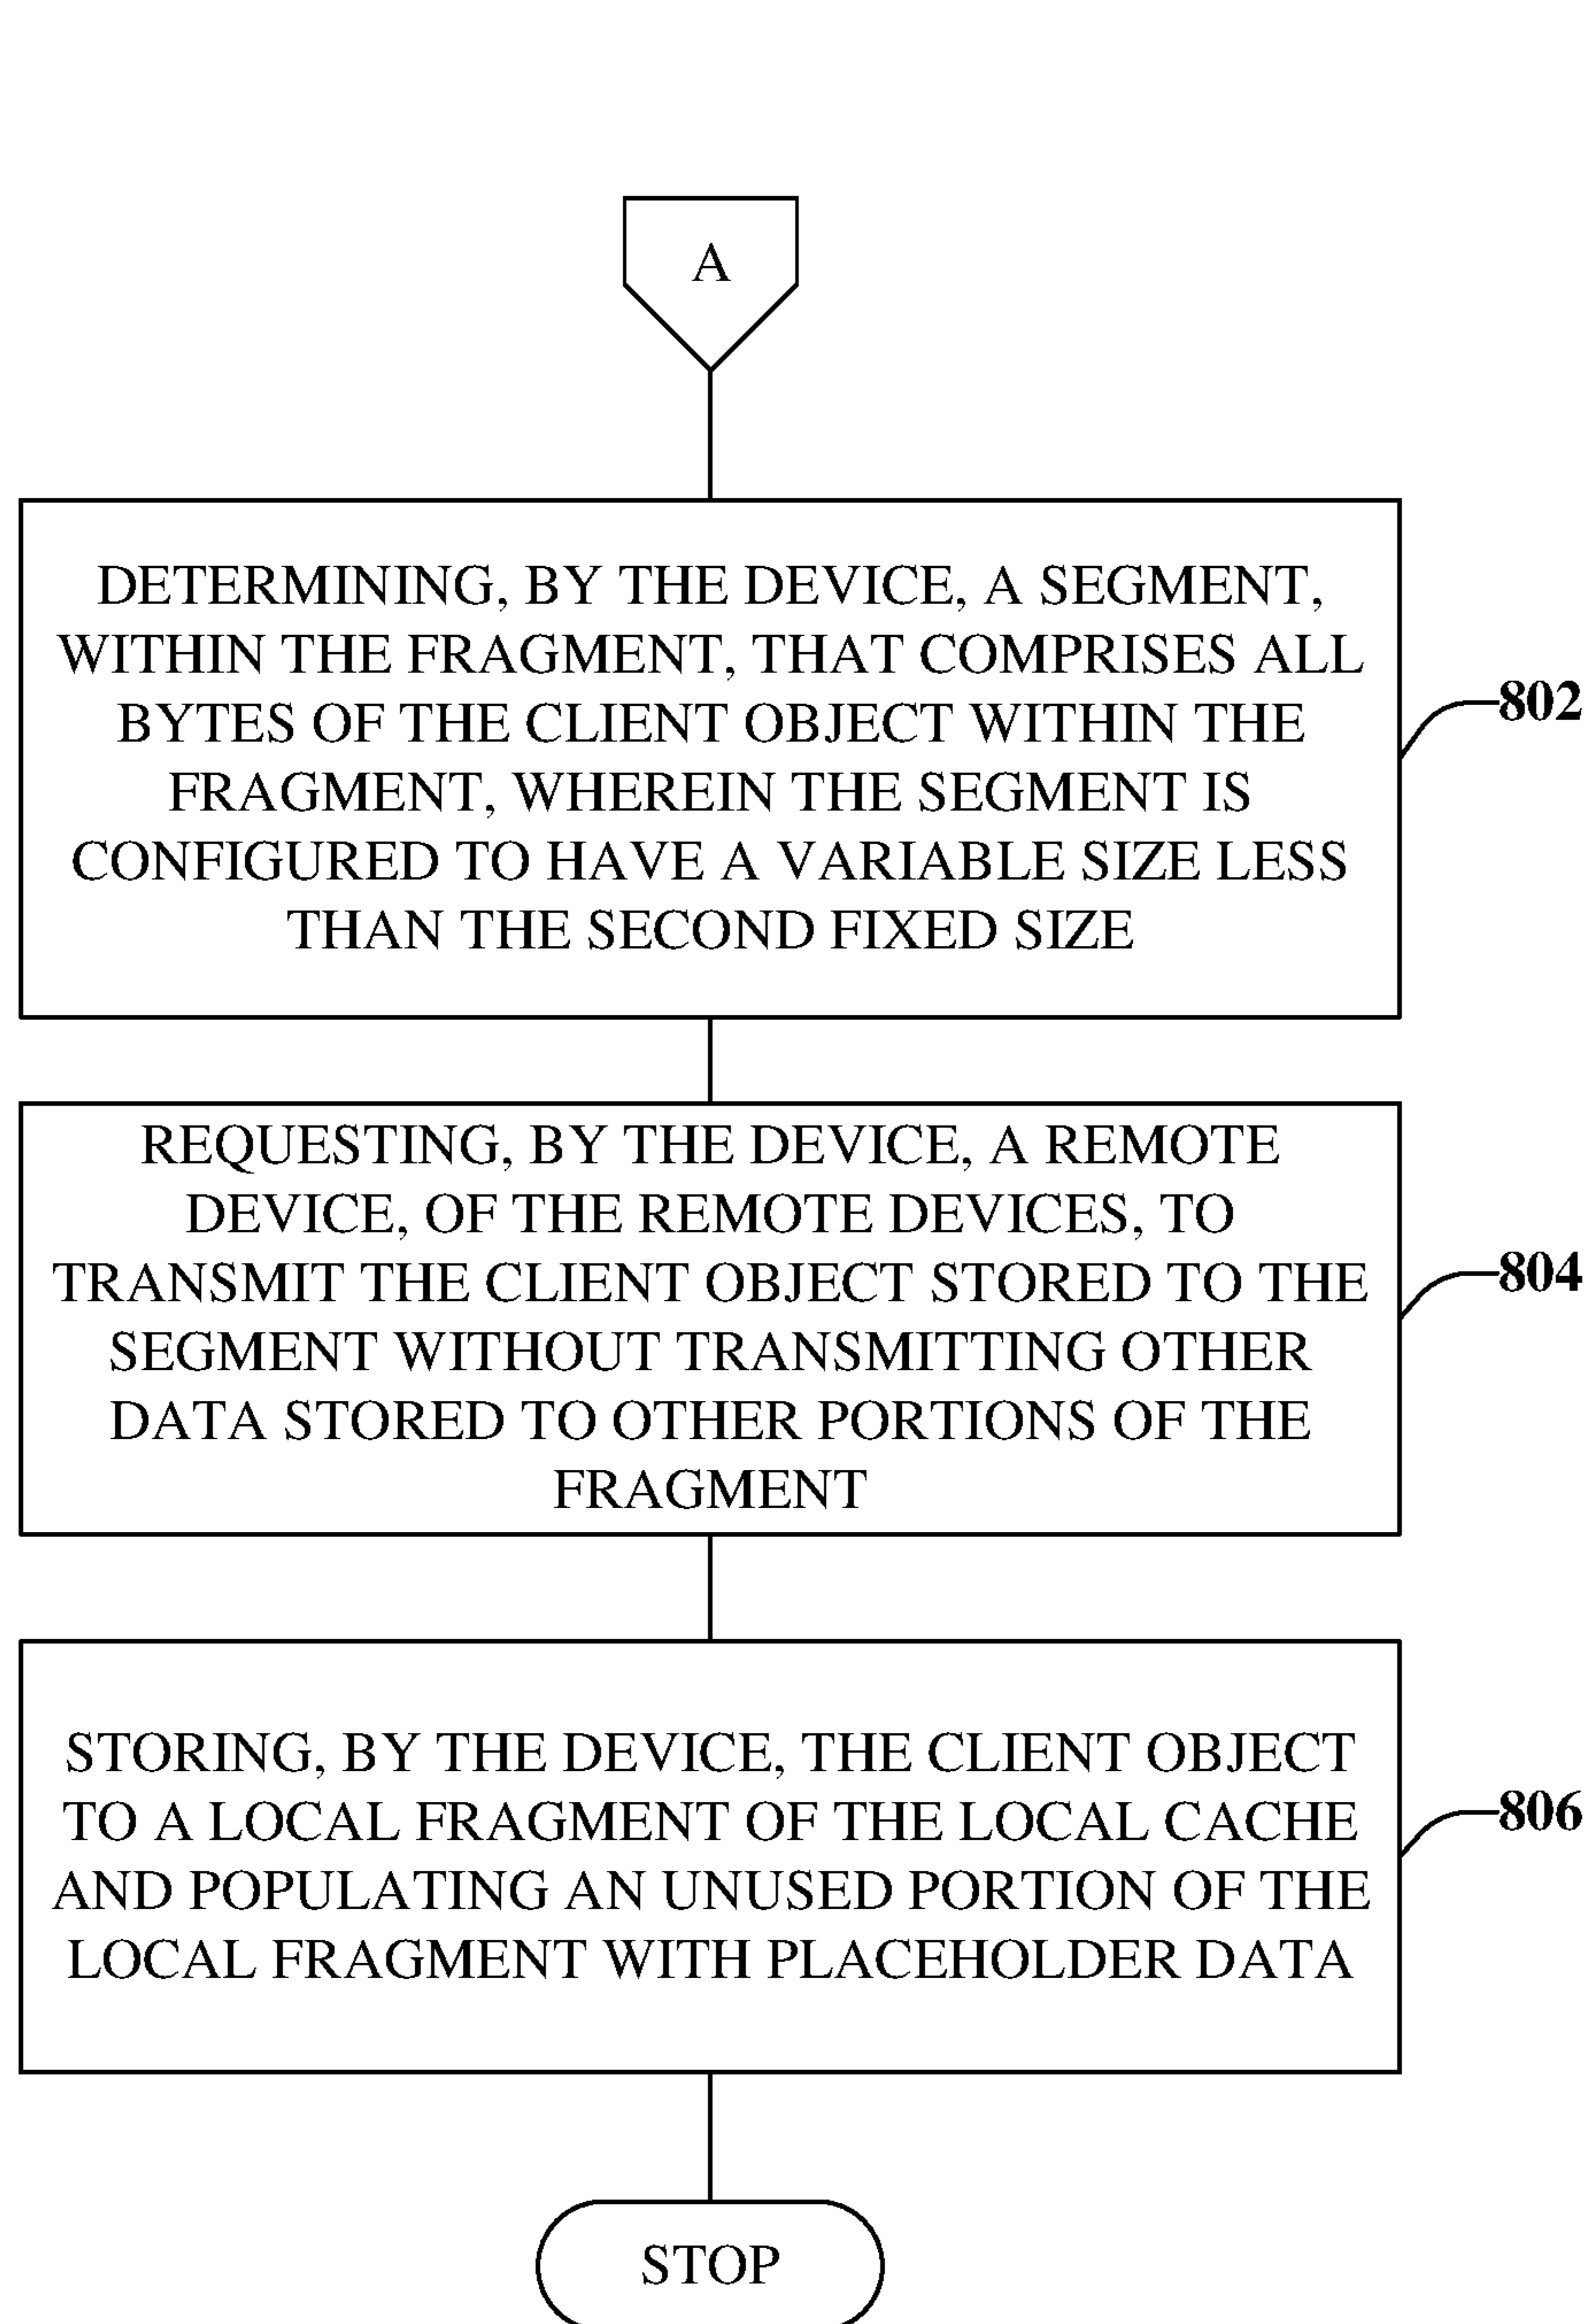 A
DETERMINING, BY THE DEVICE, A SEGMENT,
WITHIN THE FRAGMENT, THAT COMPRISES ALL
BYTES OF THE CLIENT OBJECT WITHIN THE
FRAGMENT, WHEREIN THE SEGMENT IS
CONFIGURED TO HAVE A VARIABLE SIZE LESS
THAN THE SECOND FIXED SIZE
802
REQUESTING, BY THE DEVICE, A REMOTE
DEVICE, OF THE REMOTE DEVICES, TO
TRANSMIT THE CLIENT OBJECT STORED TO THE
SEGMENT WITHOUT TRANSMITTING OTHER
DATA STORED TO OTHER PORTIONS OF THE
FRAGMENT
804
STORING, BY THE DEVICE, THE CLIENT OBJECT
TO A LOCAL FRAGMENT OF THE LOCAL CACHE
AND POPULATING AN UNUSED PORTION OF THE
LOCAL FRAGMENT WITH PLACEHOLDER DATA
806
STOP